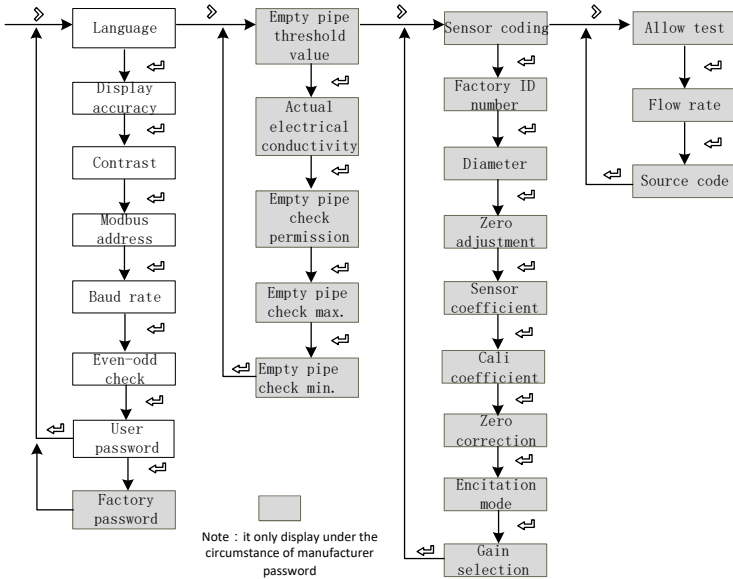 Language
Display
accuracy
Contrast
Modbus
address
Baud rate
Even-odd
check
User
password
Factory
password
Empty pipe
threshold
value
Actual
electrical
conductivity
Empty pipe
check
permission
Empty pipe
check max.
Empty pipe
check min.
Sensor coding
Factory ID
number
Diameter
Zero
adjustment
Sensor
coefficient
Cali
coefficient
Zero
correction
Encitation
mode
Gain
selection
Allow test
Flow rate
Source code
Note：it only display under the
circumstance of manufacturer
password